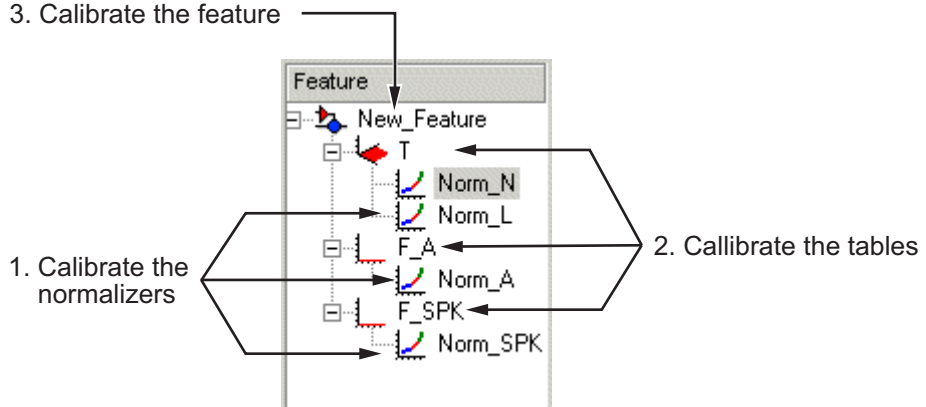 3. Calibrate the feature
Feature
New_Feature
T
Norm_N
Norm_L
F_A
2. Callibrate the tables
1. Calibrate the
normalizers
Norm_A
F_SPK
Norm_SPK